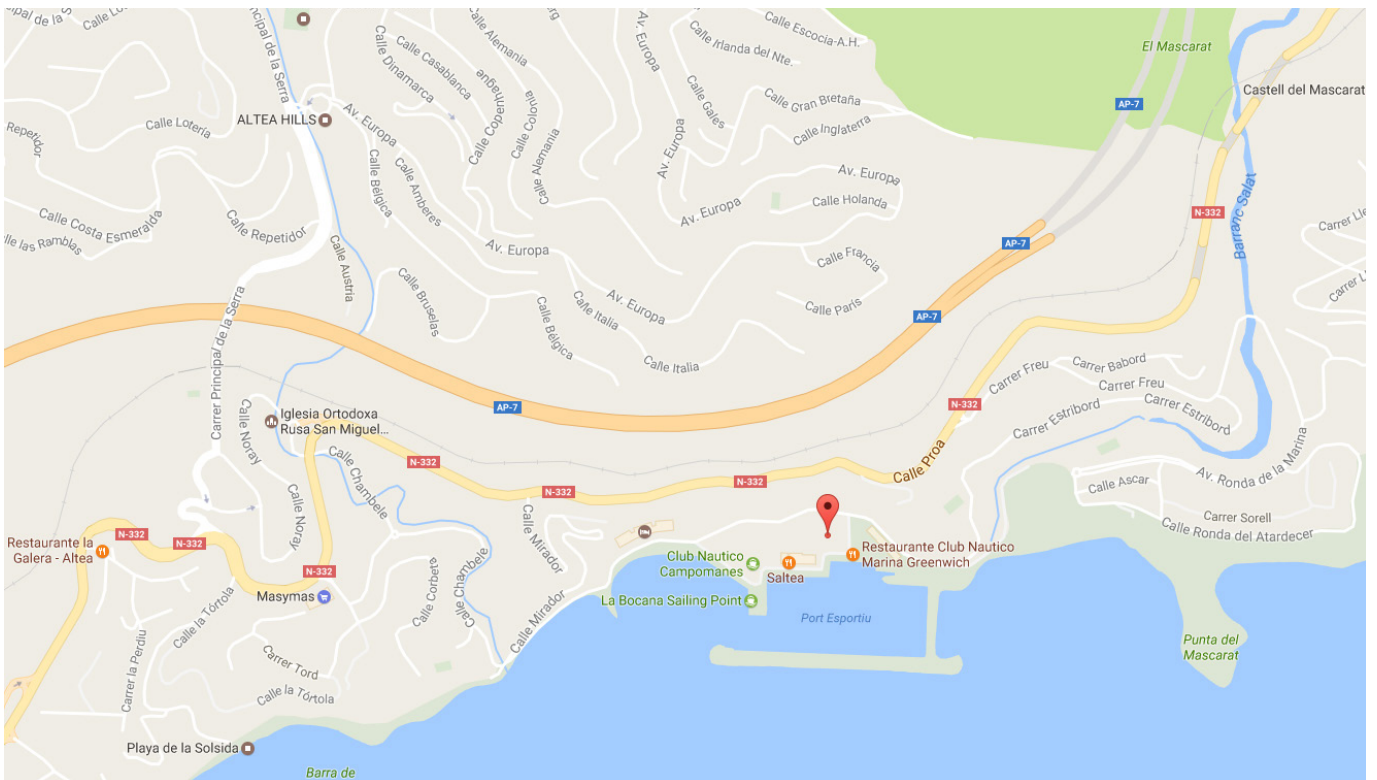 Calle Escocia-A.H.
Calle Alemania
Av. Europa
Calle Irlanda del Nte.
El Mascarat
Calle Casablanca
Calle Dinamarca
Principal de la Serra
Castell del Mascarat
Calle Gales
Calle Gran Bretaña
AP-7
ALTEA HILLS
Av. Europa
Calle Copenhague
Calle Colonia
Calle Alemania
Calle Lotería
Repetidor
Calle Inglaterra
Av. Europa
Av. Europa
Calle Bélgica
Calle Amberes
Calle Holanda
Av. Europa
N-332
Barranc Salat
Calle Costa Esmeralda
Calle Repetidor
Calle Austria
Av. Europa
AP-7
Calle Francia
Calle Bruselas
Calle Italia
Av. Europa
Calle París
AP-7
Carrer Principal de la Serra
Calle Bélgica
Calle Italia
Carrer Freu
Carrer Babord
Carrer Freu
AP-7
N-332
Carrer Estribord
Carrer Estribord
Iglesia Ortodoxa
Rusa San Miguel...
Calle Noray
Calle Chambele
N-332
Calle Proa
Av. Ronda de la Marina
N-332
N-332
Calle Ascar
Calle Noray
Carrer Sorell
Calle Ronda del Atardecer
N-332
N-332
Restaurante la
Galera - Altea
Calle Mirador
Club Nautico
Campomanes
Saltea
Restaurante Club Nautico
Marina Greenwich
N-332
Masymas
Calle Corbeta
Calle Chambele
La Bocana Sailing Point
Calle Mirador
Port Esportiu
Calle la Tórtola
Carrer la Perdiu
Carrer Tord
Calle la Tórtola
Punta del
Mascarat
Playa de la Solsida
Barra de